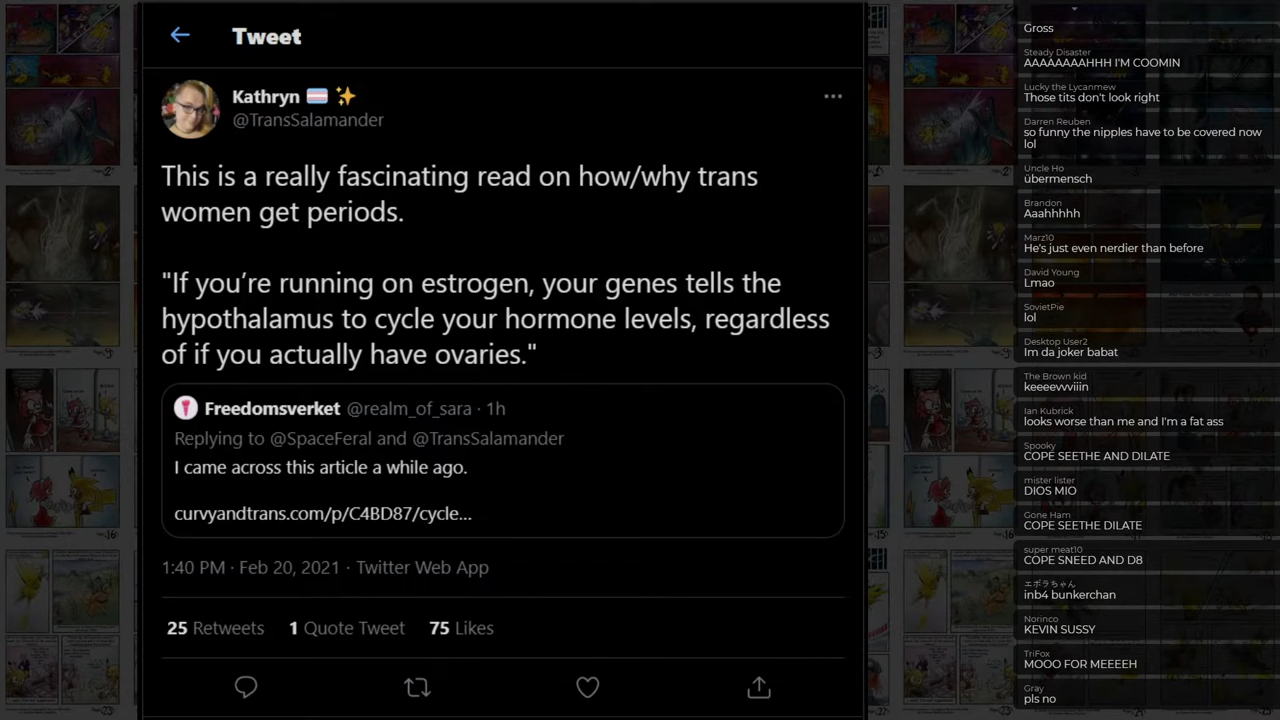 Tweet
Kathryn 🏳️‍⚧️ ✨
@TransSalamander
This is a really fascinating read on how/why trans
women get periods.
"If you’re running on estrogen, your genes tells the
hypothalamus to cycle your hormone levels, regardless
of if you actually have ovaries."
Freedomsverket @realm_of_sara · 1h
Replying to @SpaceFeral and @TransSalamander
I came across this article a while ago.
curvyandtrans.com/p/C4BD87/cycle...
1:40 PM · Feb 20, 2021 · Twitter Web App
25 Retweets 1 Quote Tweet 75 Likes
Gross
Steady Disaster
AAAAAAAAHHH I'M COOMIN
Lucky the Lycanmew
Those tits don't look right
Darren Reuben
so funny the nipples have to be covered now
lol
Uncle Ho
übermensch
Brandon
Aaahhhhh
Marz10
He's just even nerdier than before
David Young
Lmao
SovietPie
lol
Desktop User2
Im da joker babat
The Brown kid
keeeevvviiin
Ian Kubrick
looks worse than me and I'm a fat ass
Spooky
COPE SEETHE AND DILATE
mister lister
DIOS MIO
Gone Ham
COPE SEETHE DILATE
super meat10
COPE SNEED AND D8
エボラちゃん
inb4 bunkerchan
Norinco
KEVIN SUSSY
TriFox
MOOO FOR MEEEEH
Gray
pls no